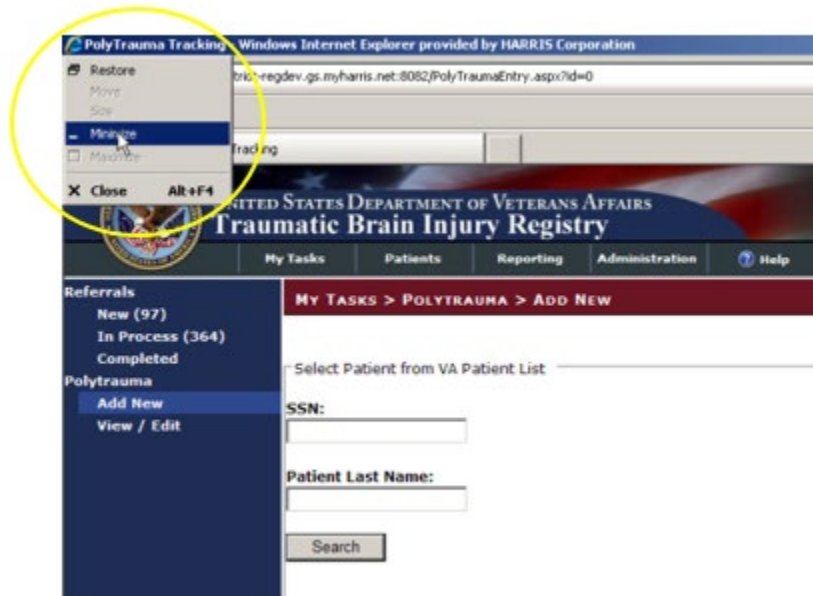 PolyTrauma Tracking - Windows Internet Explorer provided by HARRIS Corporation
Restore
-regdev.gs.myharris.net:8082/PolyTraumaEntry.aspx?id=0
Move
Size
Minimize
Tracking
Maximize
X Close Alt+F4
UNITED STATES DEPARTMENT OF VETERANS AFFAIRS
Traumatic Brain Injury Registry
My Tasks Patients Reporting Administration ? Help
Referrals
New (97)
In Process (364)
Completed
Polytrauma
Add New
View / Edit
MY TASKS > POLYTRAUMA > ADD NEW
Select Patient from VA Patient List
SSN:
Patient Last Name:
Search